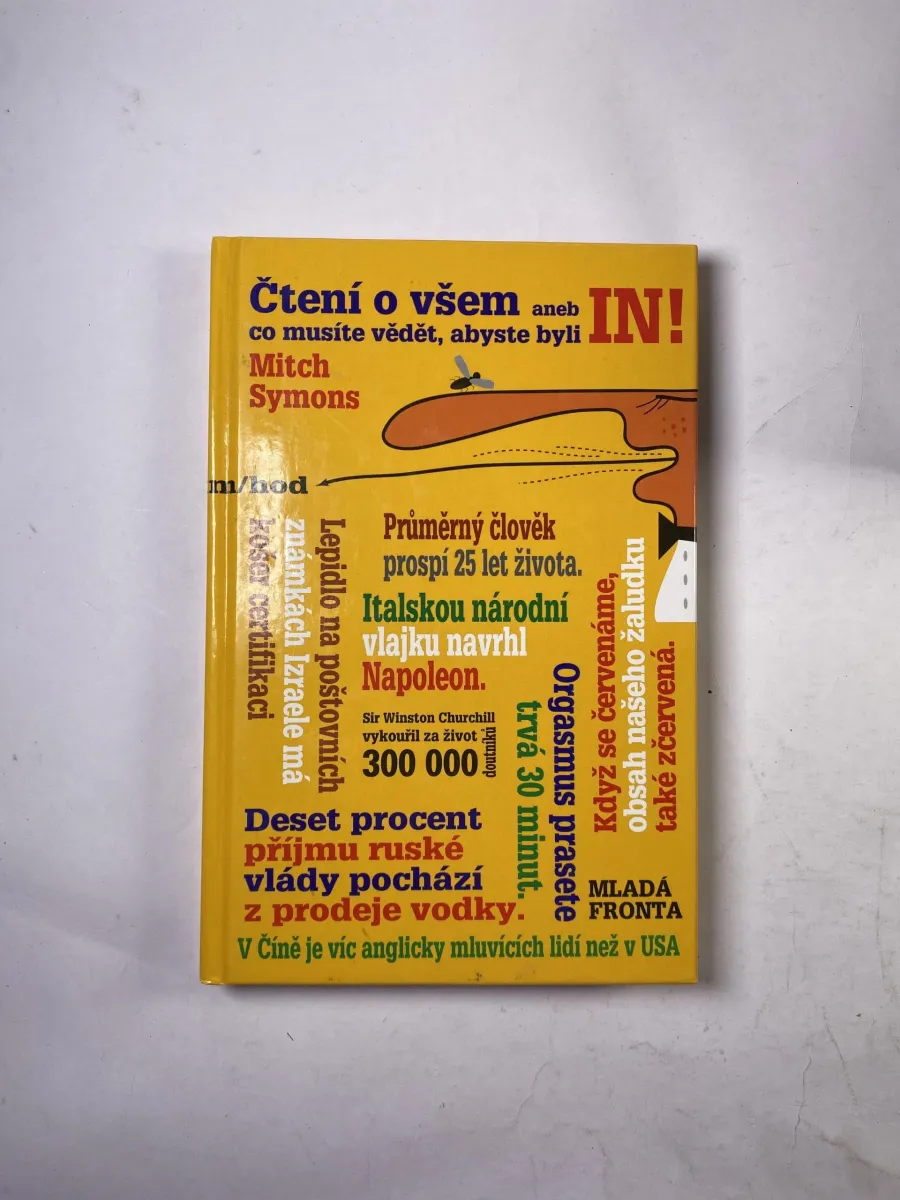 Čtení o všem aneb
co musíte vědět, abyste byli
IN!
Mitch
Symons
m/hod
Lepidlo na poštovních
známkách Izraele má
košer certifikaci
Průměrný člověk
prospí 25 let života.
Italskou národní
vlajku navrhl
Napoleon.
Sir Winston Churchill
vykouřil za život
300 000 doutníků
Orgasmus prasete
trvá 30 minut.
Když se červenáme,
obsah našeho žaludku
také zčervená.
Deset procent
příjmu ruské
vlády pochází
z prodeje vodky.
MLADÁ
FRONTA
V Číně je víc anglicky mluvících lidí než v USA